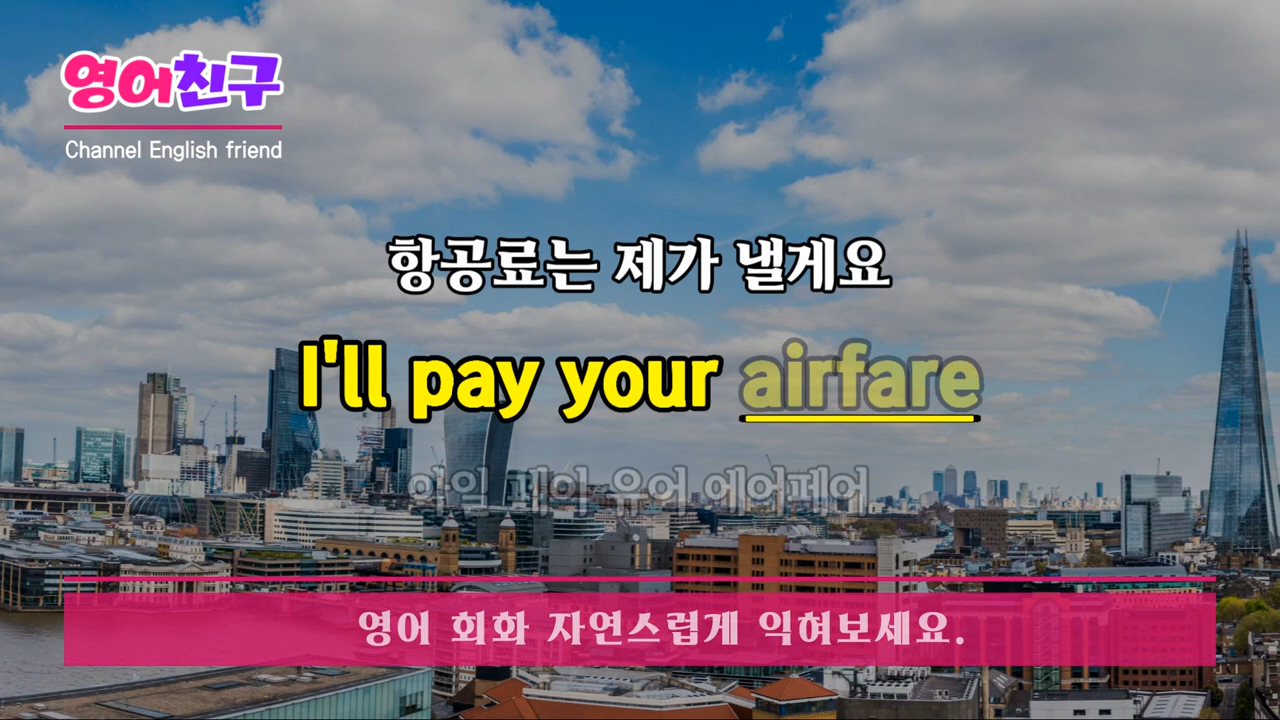 영어친구
Channel English friend
항공료는 제가 낼게요
I'll pay your airfare
아일 페이 유어 에어페어
영어 회화 자연스럽게 익혀보세요.